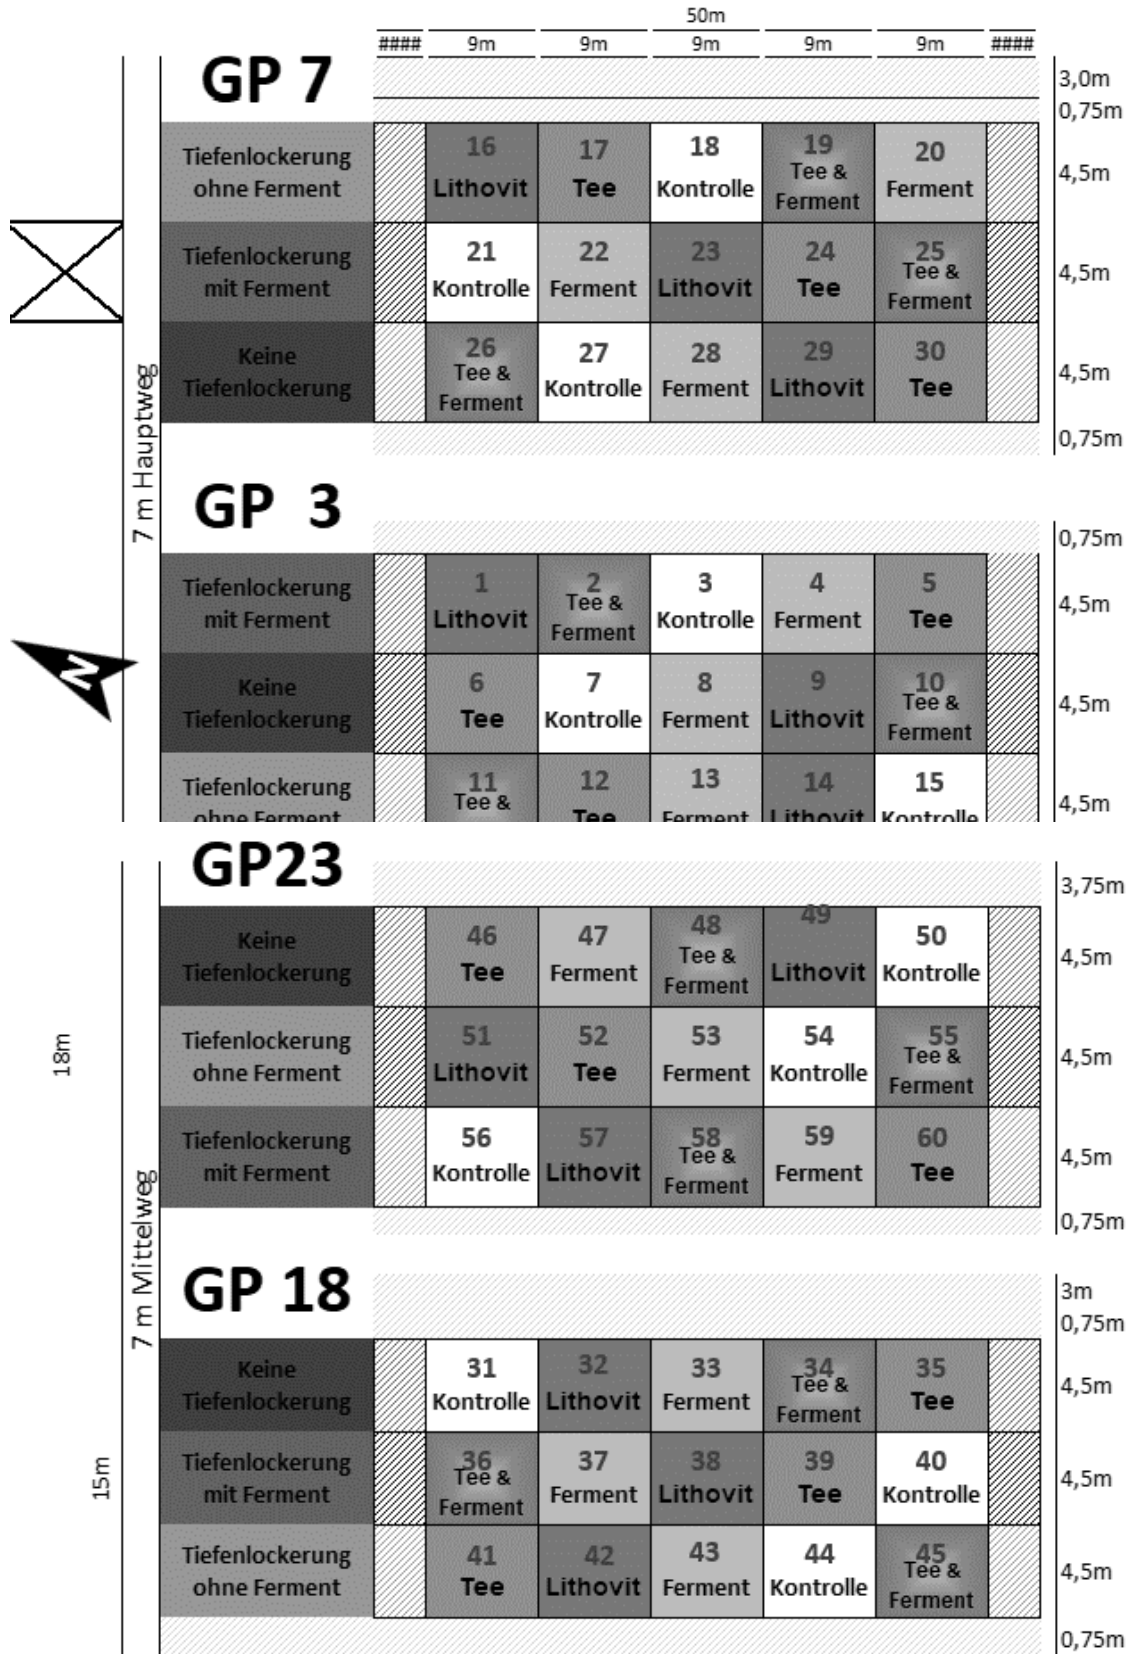 50m
#### 9m 9m 9m 9m 9m ####
GP 7
3,0m
0,75m
Tiefenlockerung
ohne Ferment
16
Lithovit
17
Tee
18
Kontrolle
19
Tee &
Ferment
20
Ferment
4,5m
Tiefenlockerung
mit Ferment
21
Kontrolle
22
Ferment
23
Lithovit
24
Tee
25
Tee &
Ferment
4,5m
Keine
Tiefenlockerung
26
Tee &
Ferment
27
Kontrolle
28
Ferment
29
Lithovit
30
Tee
4,5m
0,75m
7 m Hauptweg
GP 3
0,75m
Tiefenlockerung
mit Ferment
1
Lithovit
2
Tee &
Ferment
3
Kontrolle
4
Ferment
5
Tee
4,5m
N
Keine
Tiefenlockerung
6
Tee
7
Kontrolle
8
Ferment
9
Lithovit
10
Tee &
Ferment
4,5m
Tiefenlockerung
ohne Ferment
11
Tee &
12
Tee
13
Ferment
14
Lithovit
15
Kontrolle
4,5m
GP23
3,75m
Keine
Tiefenlockerung
46
Tee
47
Ferment
48
Tee &
Ferment
49
Lithovit
50
Kontrolle
4,5m
18m
Tiefenlockerung
ohne Ferment
51
Lithovit
52
Tee
53
Ferment
54
Kontrolle
55
Tee &
Ferment
4,5m
Tiefenlockerung
mit Ferment
56
Kontrolle
57
Lithovit
58
Tee &
Ferment
59
Ferment
60
Tee
4,5m
0,75m
7 m Mittelweg
GP 18
3m
0,75m
Keine
Tiefenlockerung
31
Kontrolle
32
Lithovit
33
Ferment
34
Tee &
Ferment
35
Tee
4,5m
15m
Tiefenlockerung
mit Ferment
36
Tee &
Ferment
37
Ferment
38
Lithovit
39
Tee
40
Kontrolle
4,5m
Tiefenlockerung
ohne Ferment
41
Tee
42
Lithovit
43
Ferment
44
Kontrolle
45
Tee &
Ferment
4,5m
0,75m